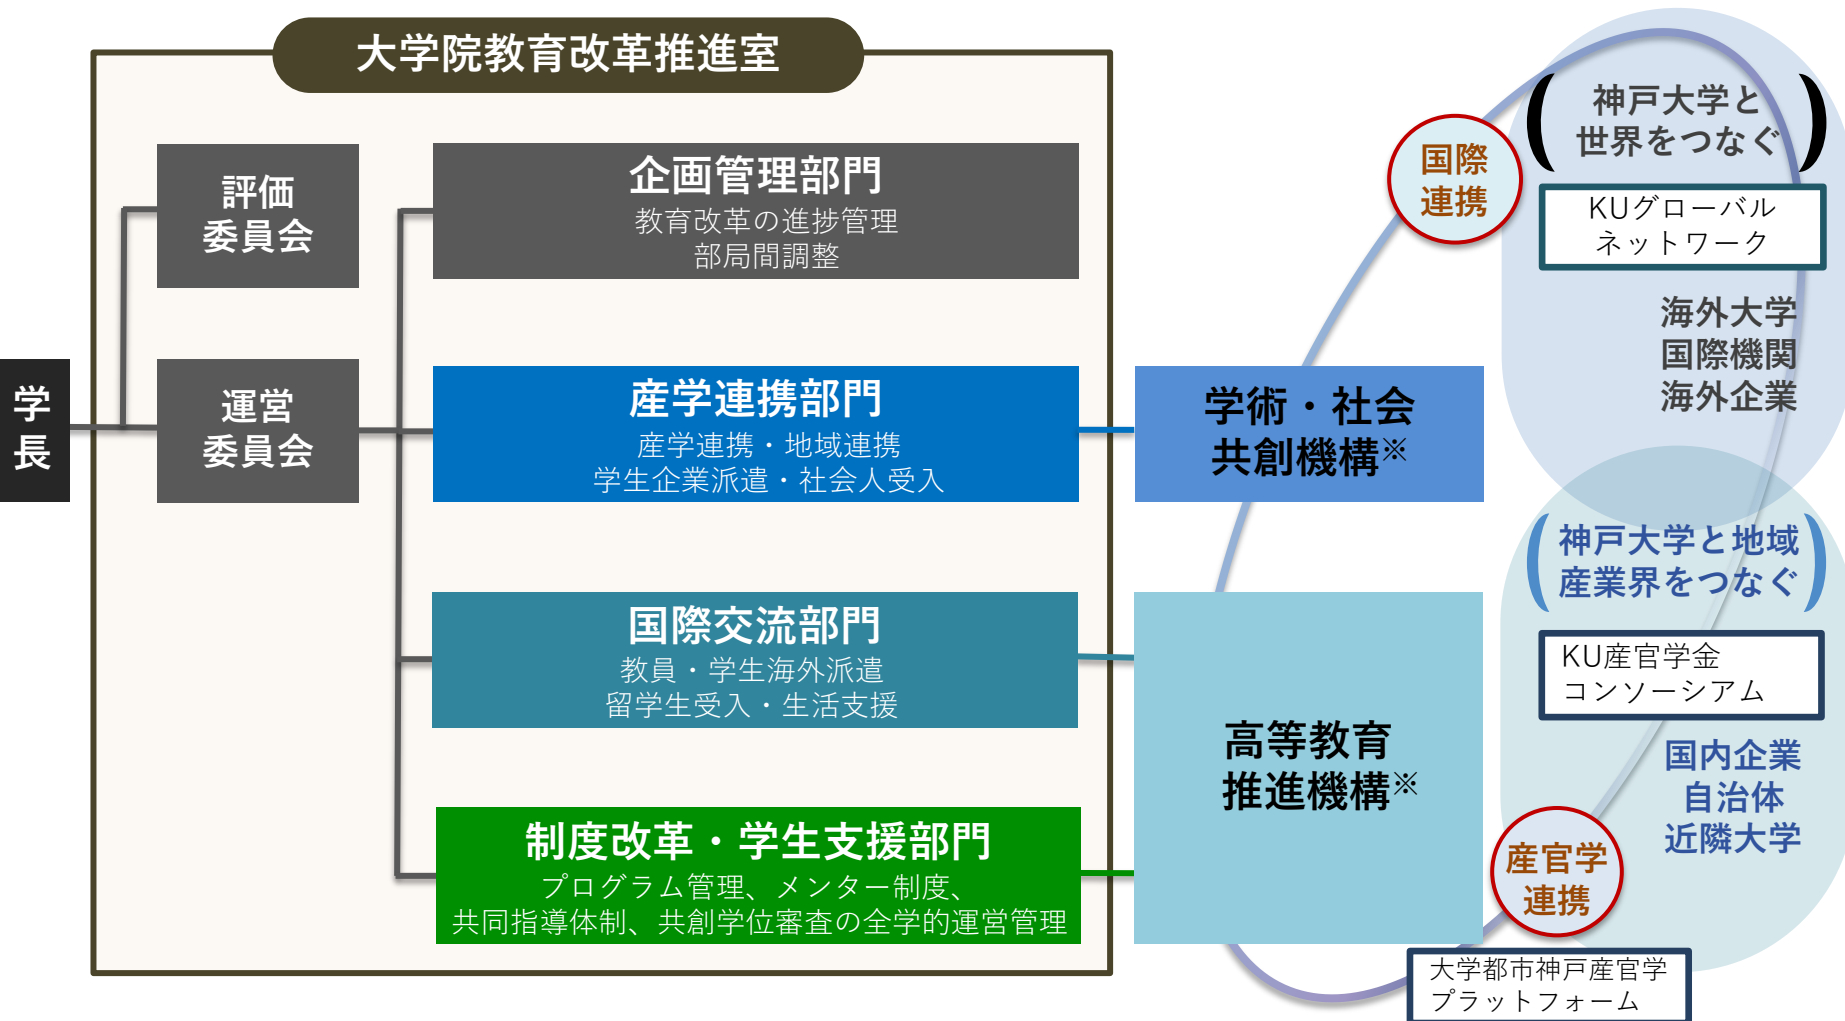 大学院教育改革推進室
学
長
評価
委員会
運営
委員会
企画管理部門
教育改革の進捗管理
部局間調整
産学連携部門
産学連携・地域連携
学生企業派遣・社会人受入
国際交流部門
教員・学生海外派遣
留学生受入・生活支援
制度改革・学生支援部門
プログラム管理、メンター制度、
共同指導体制、共創学位審査の全学的運営管理
学術・社会
共創機構※
高等教育
推進機構※
国際
連携
(神戸大学と
世界をつなぐ)
KUグローバル
ネットワーク
海外大学
国際機関
海外企業
(神戸大学と地域
産業界をつなぐ)
KU産官学金
コンソーシアム
国内企業
自治体
近隣大学
産官学
連携
大学都市神戸産官学
プラットフォーム